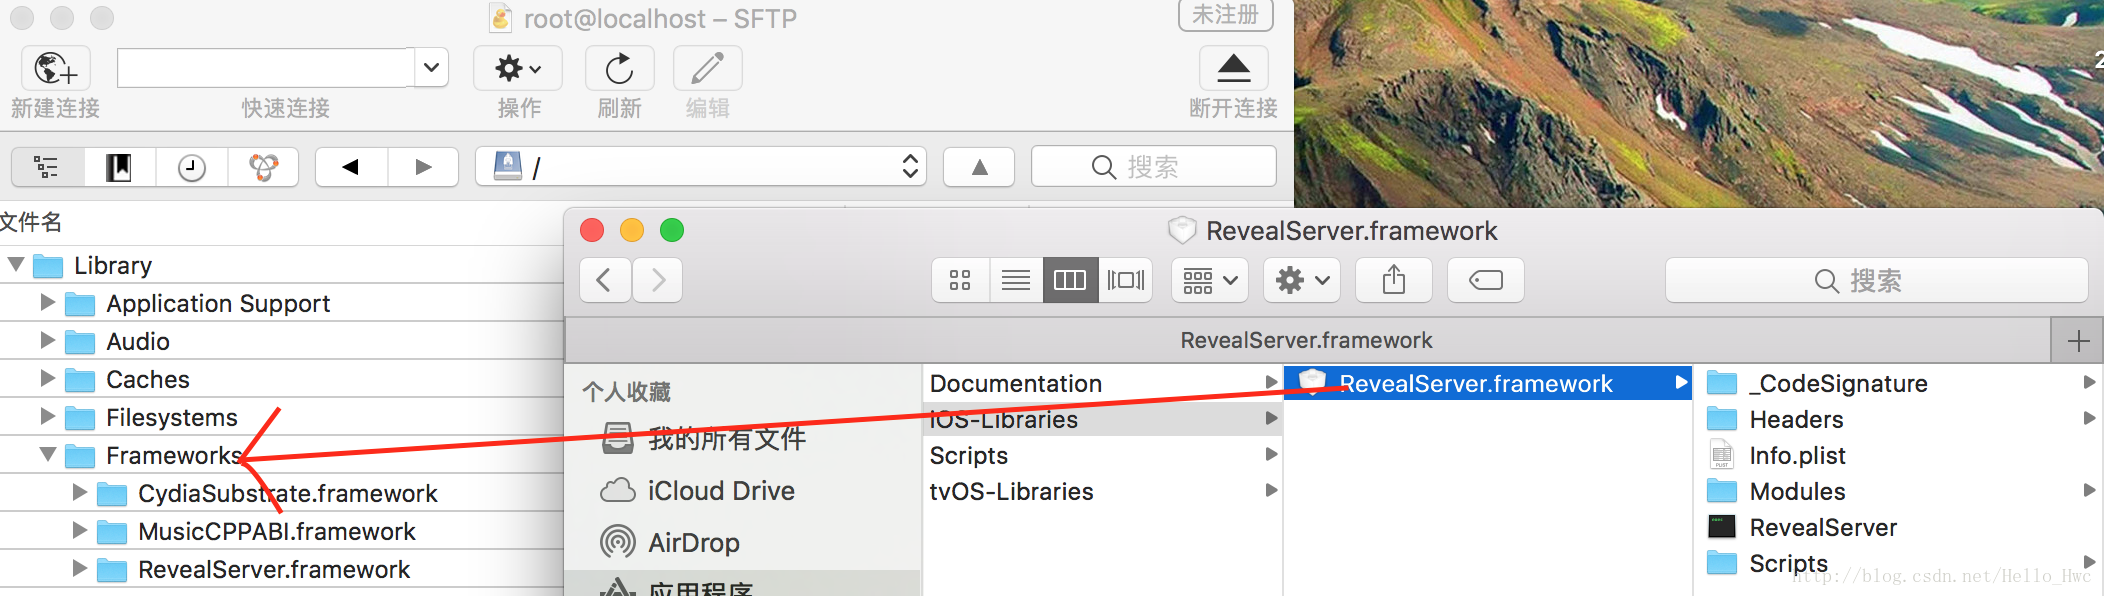 root@localhost – SFTP
未注册
新建连接
快速连接
操作
刷新
编辑
断开连接
/
搜索
2
文件名
Library
Application Support
Audio
Caches
Filesystems
Frameworks
CydiaSubstrate.framework
MusicCPPABI.framework
RevealServer.framework
RevealServer.framework
搜索
RevealServer.framework
个人收藏
我的所有文件
iCloud Drive
AirDrop
应用程序
Documentation
iOS-Libraries
Scripts
tvOS-Libraries
RevealServer.framework
_CodeSignature
Headers
Info.plist
Modules
RevealServer
Scripts
http://blog.csdn.net/Hello_Hwc